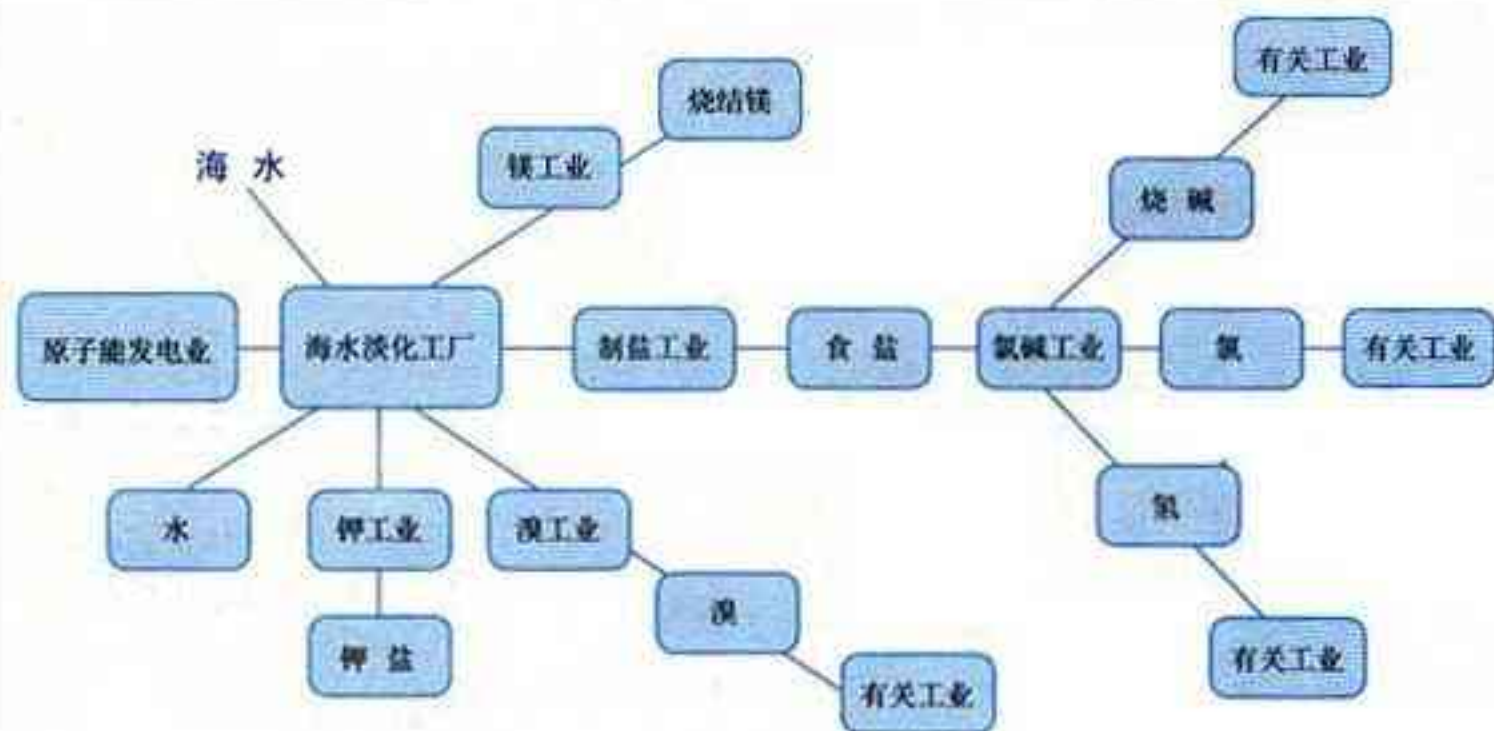 有关工业
烧结镁
镁工业
海 水
烧 碱
原子能发电业
海水淡化工厂
制盐工业
食 盐
氯碱工业
氯
有关工业
水
钾工业
溴工业
氢
溴
钾 盐
有关工业
有关工业